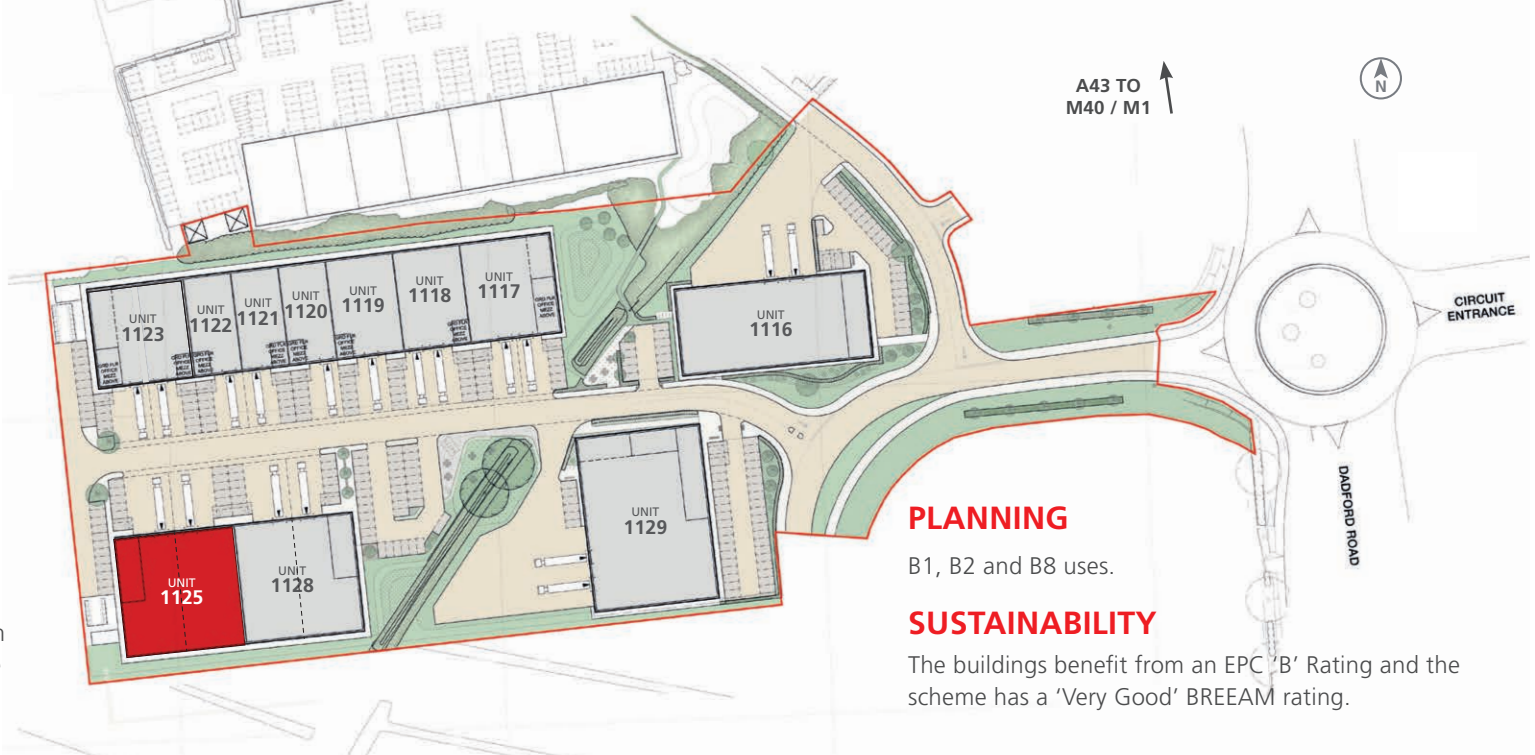 A43 TO
M40 / M1
N
UNIT
1123
UNIT
1122
UNIT
1121
UNIT
1120
UNIT
1119
UNIT
1118
UNIT
1117
UNIT
1116
CIRCUIT
ENTRANCE
DADFORD ROAD
UNIT
1125
UNIT
1128
UNIT
1129
PLANNING
B1, B2 and B8 uses.
SUSTAINABILITY
The buildings benefit from an EPC ‘B’ Rating and the
scheme has a ‘Very Good’ BREEAM rating.